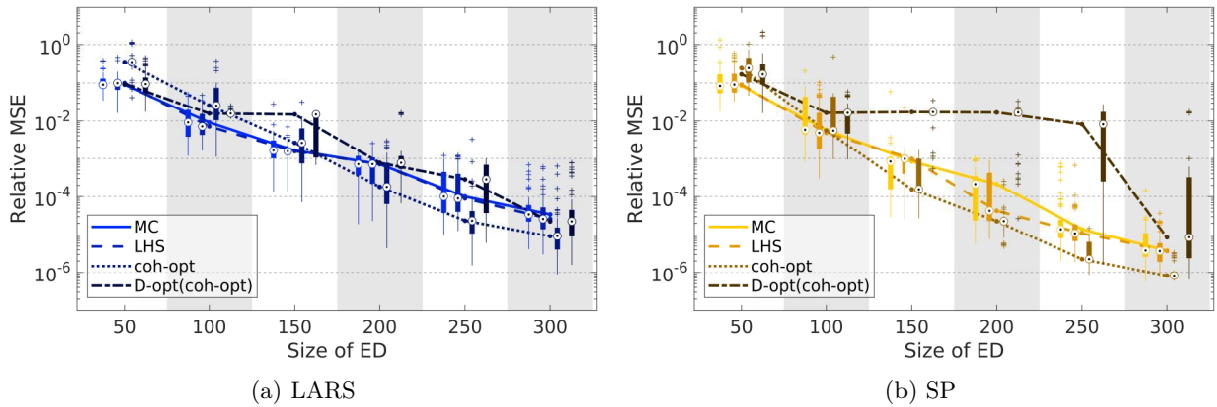 Relative MSE
10^0
10^-2
10^-4
10^-6
MC
LHS
coh-opt
D-opt(coh-opt)
50 100 150 200 250 300
Size of ED
(a) LARS
Relative MSE
10^0
10^-2
10^-4
10^-6
MC
LHS
coh-opt
D-opt(coh-opt)
50 100 150 200 250 300
Size of ED
(b) SP